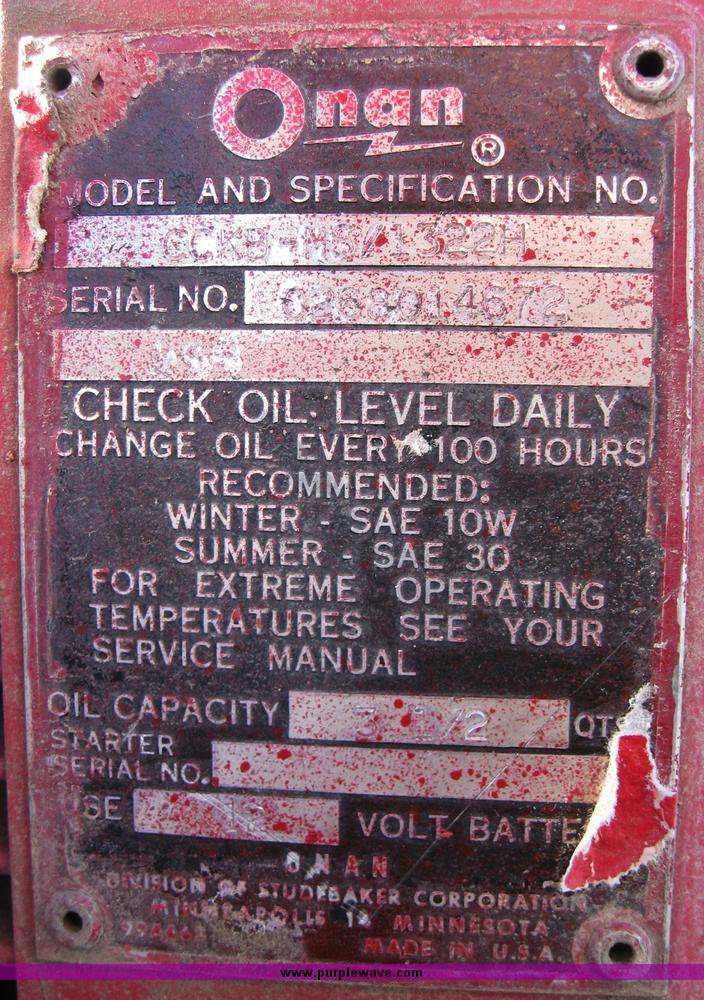 Onan ®
MODEL AND SPECIFICATION NO.
CCKB-MS/1322H
SERIAL NO. 0268014672
CHECK OIL LEVEL DAILY
CHANGE OIL EVERY 100 HOURS
RECOMMENDED:
WINTER - SAE 10W
SUMMER - SAE 30
FOR EXTREME OPERATING
TEMPERATURES SEE YOUR
SERVICE MANUAL
OIL CAPACITY 3 1/2 QTS
STARTER
SERIAL NO.
USE 12 VOLT BATTE
ONAN
DIVISION OF STUDEBAKER CORPORATION
MINNEAPOLIS 14 MINNESOTA
MADE IN U.S.A.
www.purplewave.com